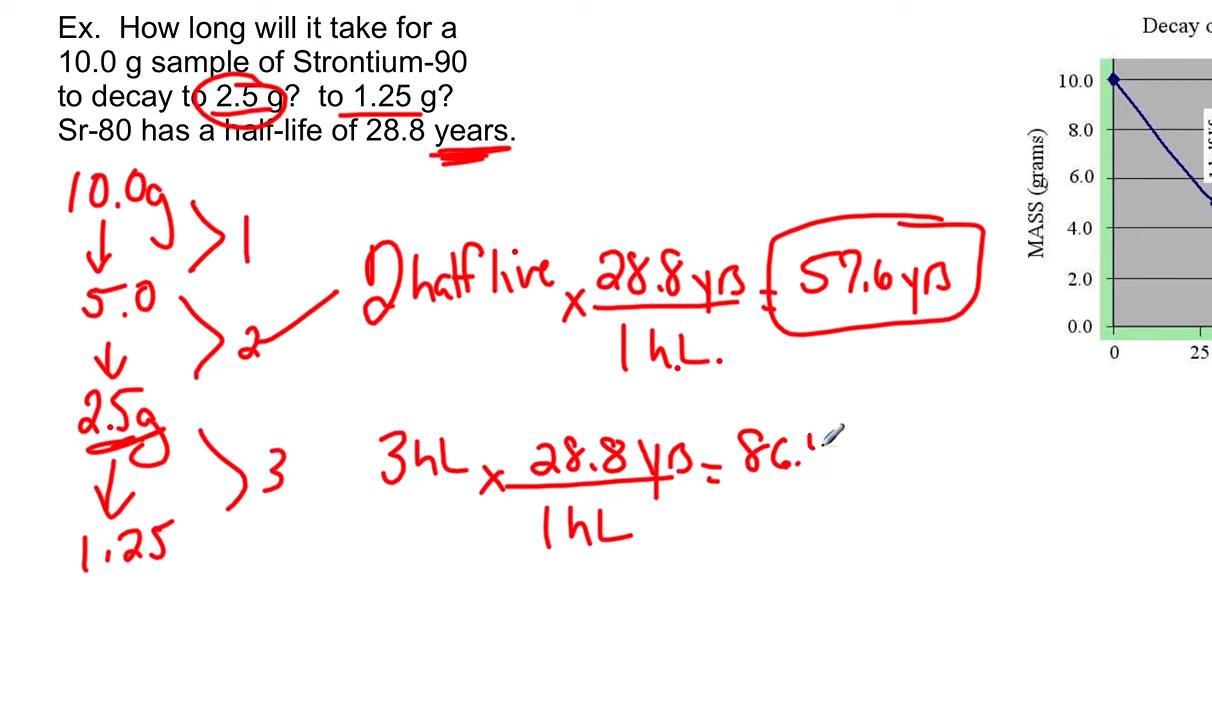 Ex. How long will it take for a
10.0 g sample of Strontium-90
to decay to 2.5 g? to 1.25 g?
Sr-80 has a half-life of 28.8 years.
10.0g
5.0
2.5g
1.25
1
2
3
2 half live x 28.8 yrs = 57.6 yrs
1 h.L.
3 hL x 28.8 yrs = 86.4
1 hL
Decay o
MASS (grams)
10.0
8.0
6.0
4.0
2.0
0.0
0
25